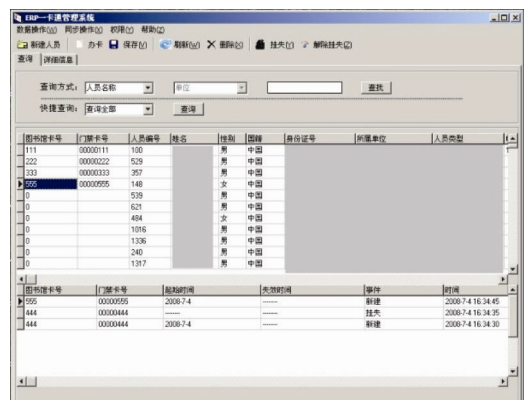 ERP一卡通管理系统
数据操作(W) 同步操作(X) 权限(Y) 帮助(Z)
新建人员 办卡 保存(V) 刷新(W) 删除(X) 挂失(Y) 解除挂失(Z)
查询 详细信息
查询方式: 人员名称 单位 查找
快捷查询: 查询全部 查询
图书馆卡号 门禁卡号 人员编号 姓名 性别 国籍 身份证号 所属单位 人员类型
111 00000111 100 男 中国
222 00000222 529 男 中国
333 00000333 357 男 中国
555 00000555 148 女 中国
0 539 男 中国
0 621 男 中国
0 484 女 中国
0 1016 男 中国
0 1336 男 中国
0 240 男 中国
0 1317 男 中国
图书馆卡号 门禁卡号 起始时间 失效时间 事件 时间
555 00000555 2008-7-4 ------- 新建 2008-7-4 16:34:45
444 00000444 ------- ------- 挂失 2008-7-4 16:34:35
444 00000444 2008-7-4 ------- 新建 2008-7-4 16:34:30